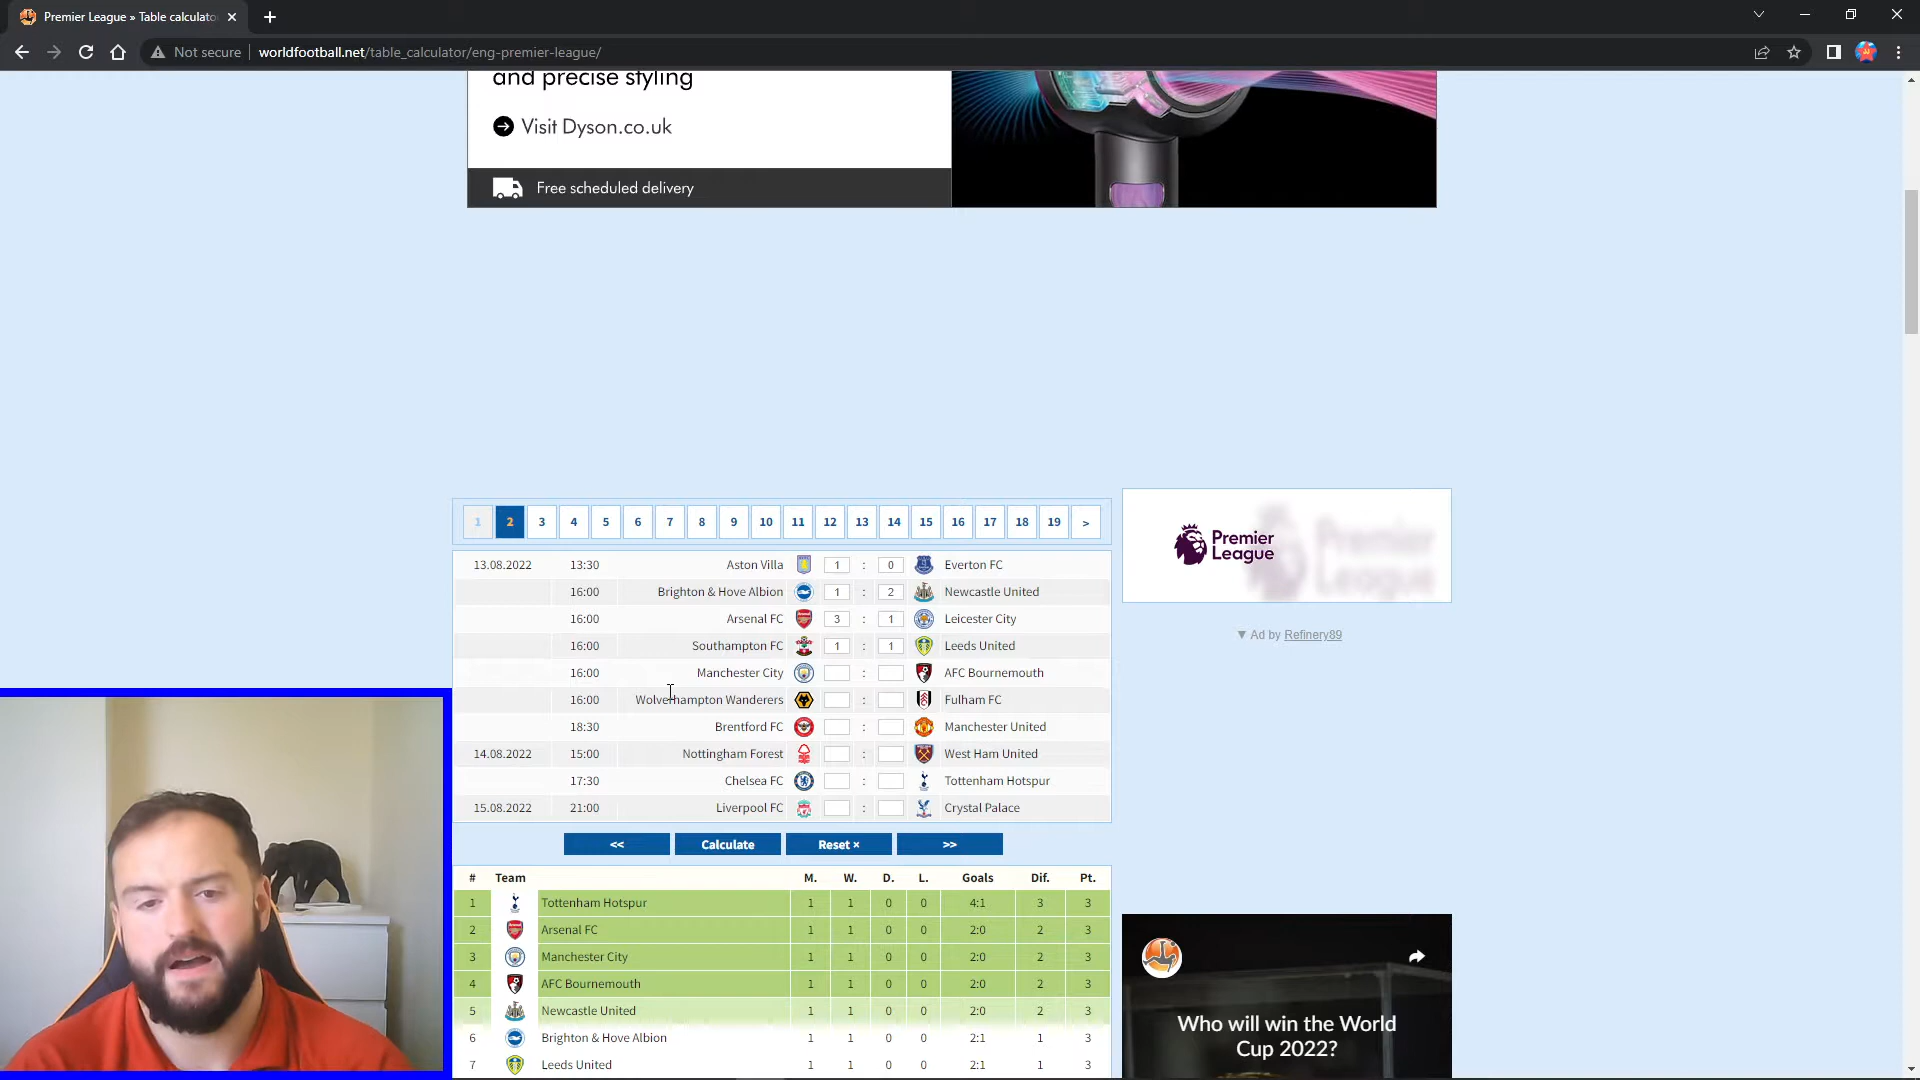 Premier League » Table calculato
Not secure worldfootball.net/table_calculator/eng-premier-league/
and precise styling
Visit Dyson.co.uk
Free scheduled delivery
1 2 3 4 5 6 7 8 9 10 11 12 13 14 15 16 17 18 19 >
13.08.2022 13:30 Aston Villa 1 : 0 Everton FC
16:00 Brighton & Hove Albion 1 : 2 Newcastle United
16:00 Arsenal FC 3 : 1 Leicester City
16:00 Southampton FC 1 : 1 Leeds United
16:00 Manchester City : AFC Bournemouth
16:00 Wolverhampton Wanderers : Fulham FC
18:30 Brentford FC : Manchester United
14.08.2022 15:00 Nottingham Forest : West Ham United
17:30 Chelsea FC : Tottenham Hotspur
15.08.2022 21:00 Liverpool FC : Crystal Palace
<< Calculate Reset × >>
# Team M. W. D. L. Goals Dif. Pt.
1 Tottenham Hotspur 1 1 0 0 4:1 3 3
2 Arsenal FC 1 1 0 0 2:0 2 3
3 Manchester City 1 1 0 0 2:0 2 3
4 AFC Bournemouth 1 1 0 0 2:0 2 3
5 Newcastle United 1 1 0 0 2:0 2 3
6 Brighton & Hove Albion 1 1 0 0 2:1 1 3
7 Leeds United 1 1 0 0 2:1 1 3
Premier
League
Premier
League
▼ Ad by Refinery89
Who will win the World
Cup 2022?